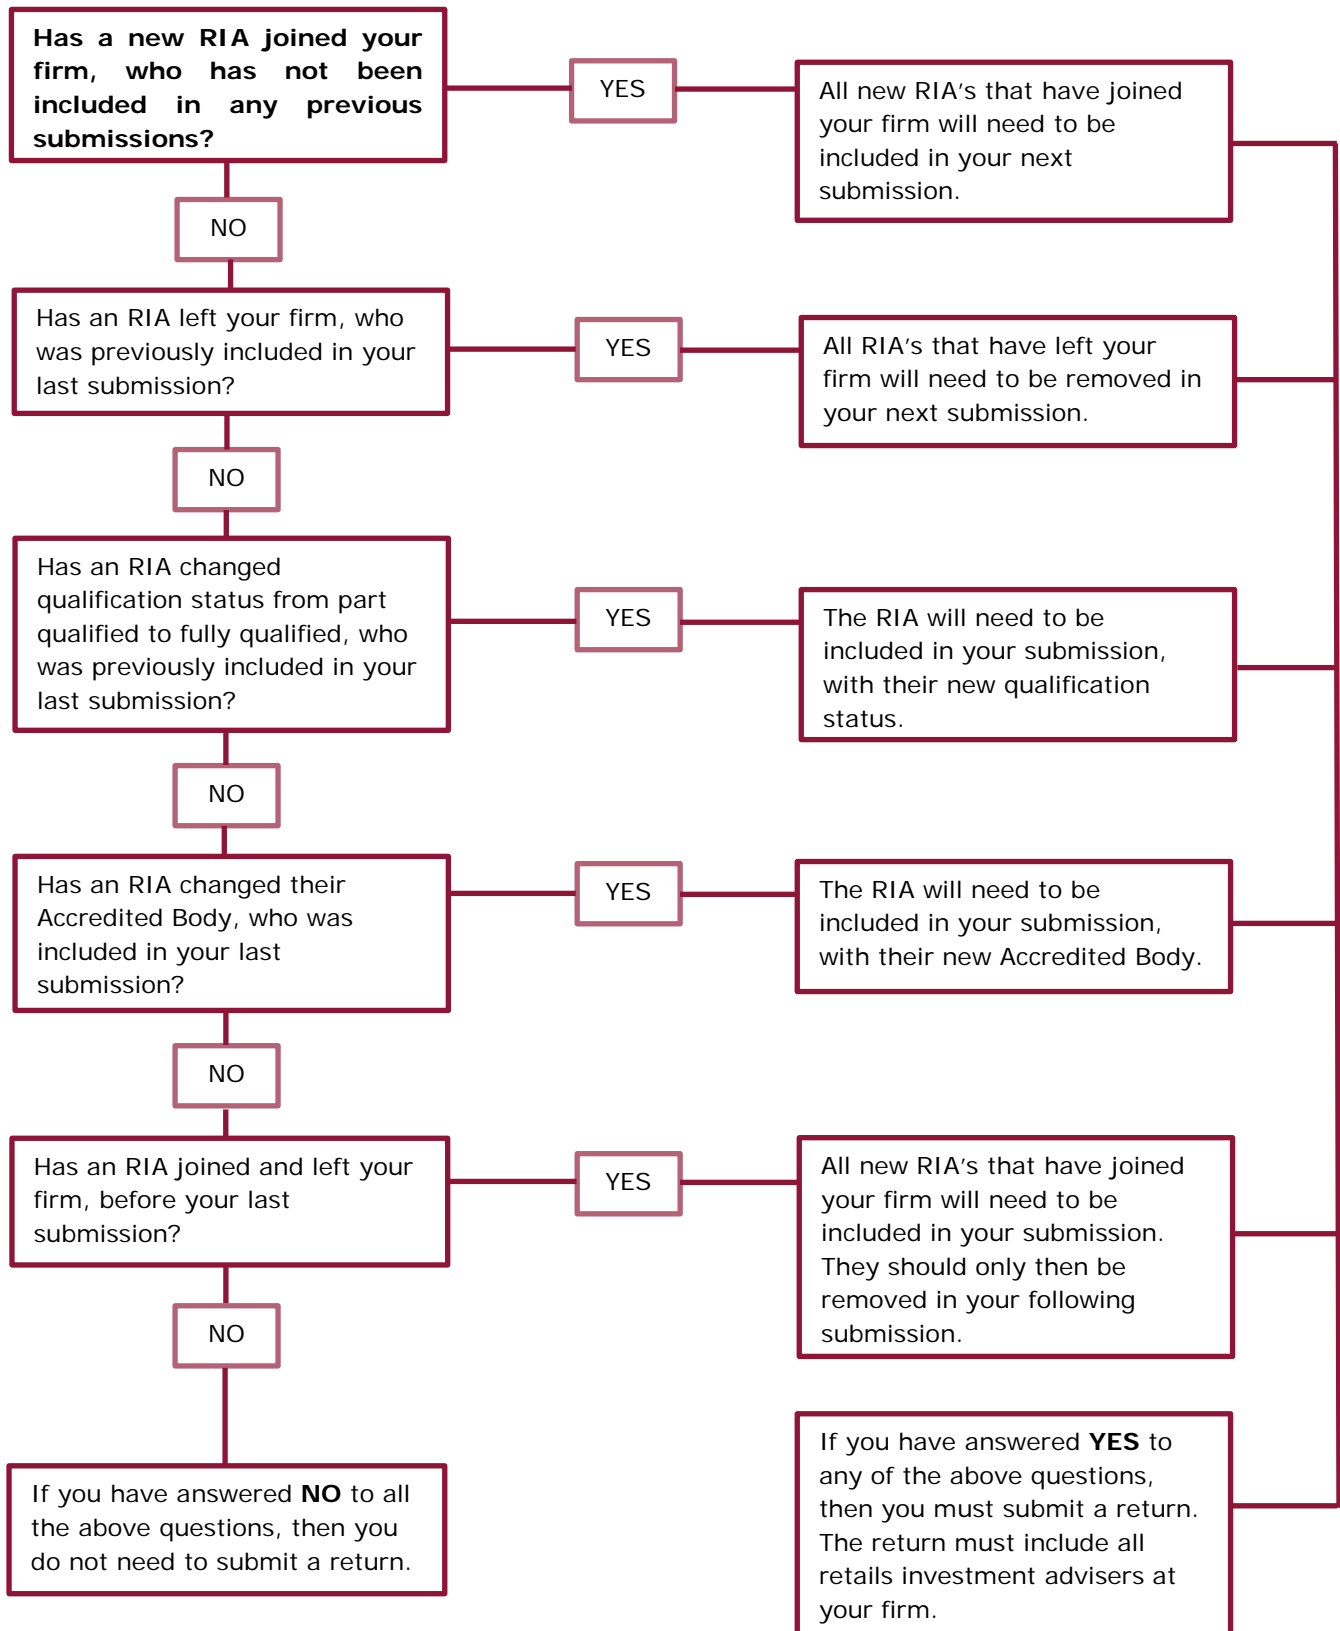 Has a new RIA joined your
firm, who has not been
included in any previous
submissions?
YES
All new RIA's that have joined
your firm will need to be
included in your next
submission.
NO
Has an RIA left your firm, who
was previously included in your
last submission?
YES
All RIA's that have left your
firm will need to be removed in
your next submission.
NO
Has an RIA changed
qualification status from part
qualified to fully qualified, who
was previously included in your
last submission?
YES
The RIA will need to be
included in your submission,
with their new qualification
status.
NO
Has an RIA changed their
Accredited Body, who was
included in your last
submission?
YES
The RIA will need to be
included in your submission,
with their new Accredited Body.
NO
Has an RIA joined and left your
firm, before your last
submission?
YES
All new RIA's that have joined
your firm will need to be
included in your submission.
They should only then be
removed in your following
submission.
NO
If you have answered NO to all
the above questions, then you
do not need to submit a return.
If you have answered YES to
any of the above questions,
then you must submit a return.
The return must include all
retails investment advisers at
your firm.